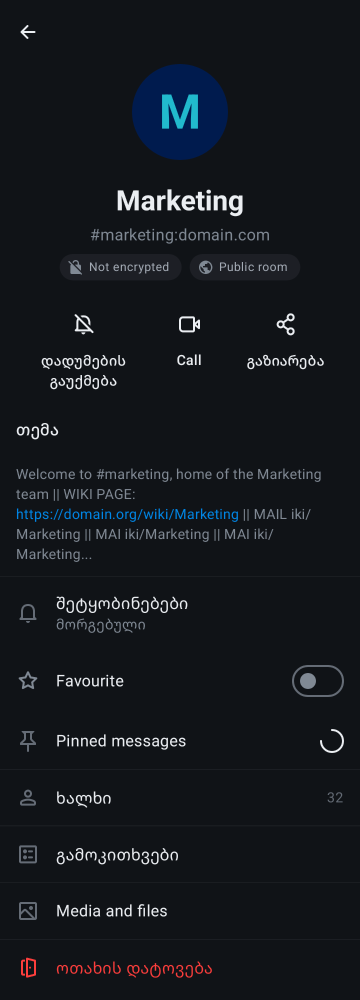 M
Marketing
#marketing:domain.com
Not encrypted
Public room
დადუმების
გაუქმება
Call
გაზიარება
თემა
Welcome to #marketing, home of the Marketing
team || WIKI PAGE:
https://domain.org/wiki/Marketing || MAIL iki/
Marketing || MAI iki/Marketing || MAI iki/
Marketing...
შეტყობინებები
მორგებული
Favourite
Pinned messages
ხალხი 32
გამოკითხვები
Media and files
ოთახის დატოვება